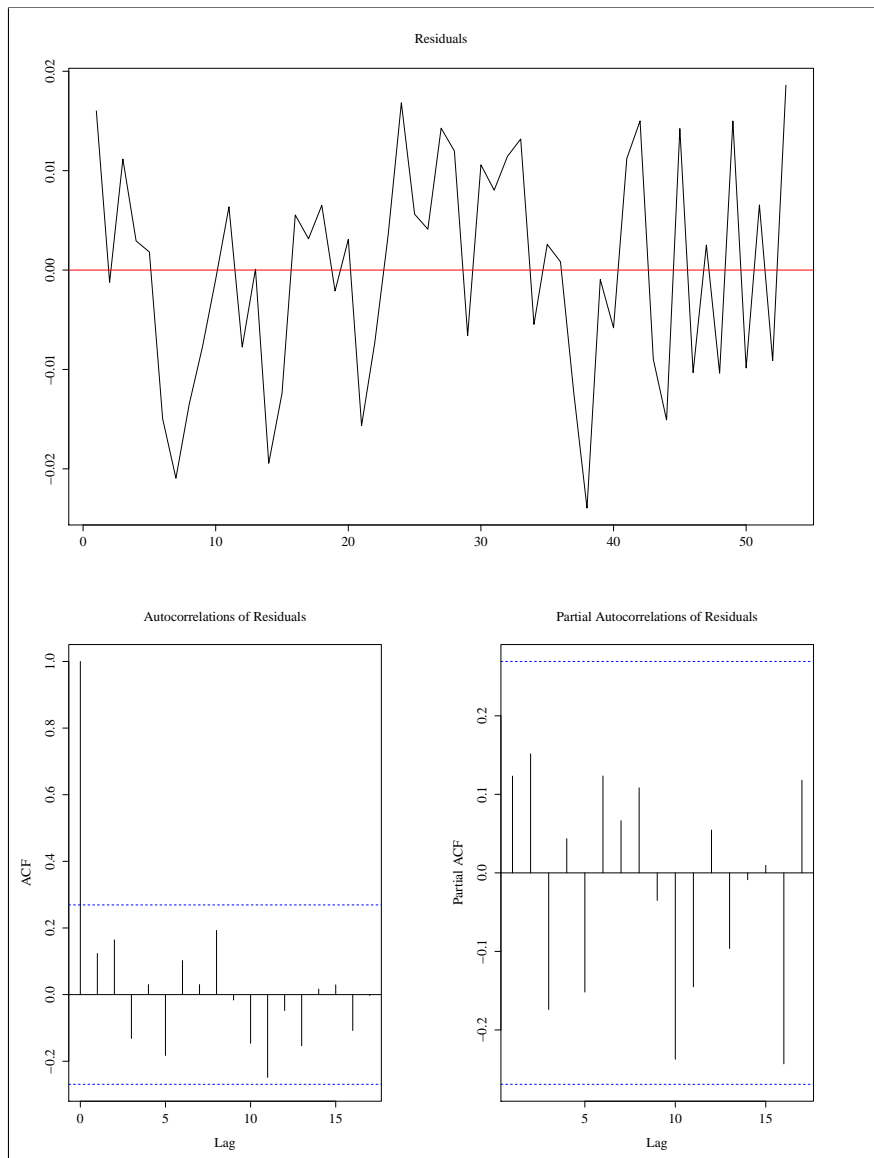 Residuals
0.02
0.01
0.00
−0.01
−0.02
0 10 20 30 40 50
Autocorrelations of Residuals
ACF
1.0
0.8
0.6
0.4
0.2
0.0
−0.2
0 5 10 15
Lag
Partial Autocorrelations of Residuals
Partial ACF
0.2
0.1
0.0
−0.1
−0.2
5 10 15
Lag